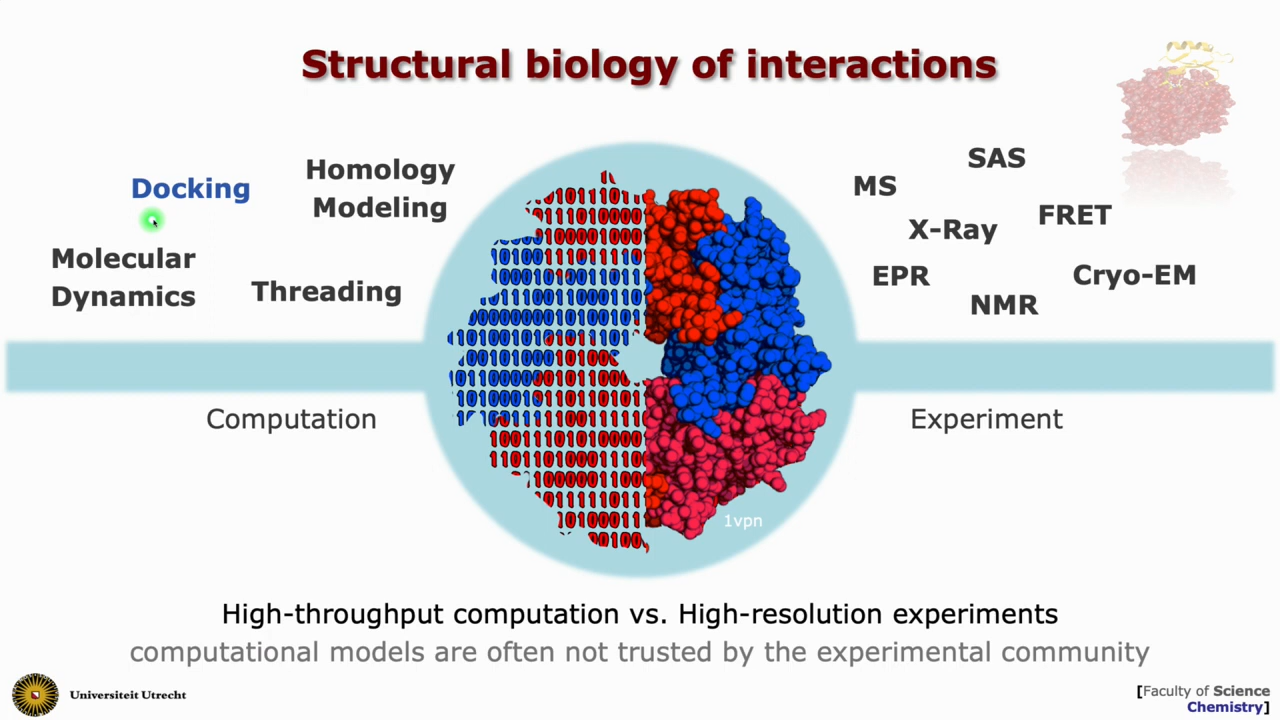 Structural biology of interactions
Docking
Homology
Modeling
Molecular
Dynamics
Threading
SAS
MS
FRET
X-Ray
EPR
Cryo-EM
NMR
Computation
Experiment
1vpn
High-throughput computation vs. High-resolution experiments
computational models are often not trusted by the experimental community
Universiteit Utrecht
[Faculty of Science
Chemistry]